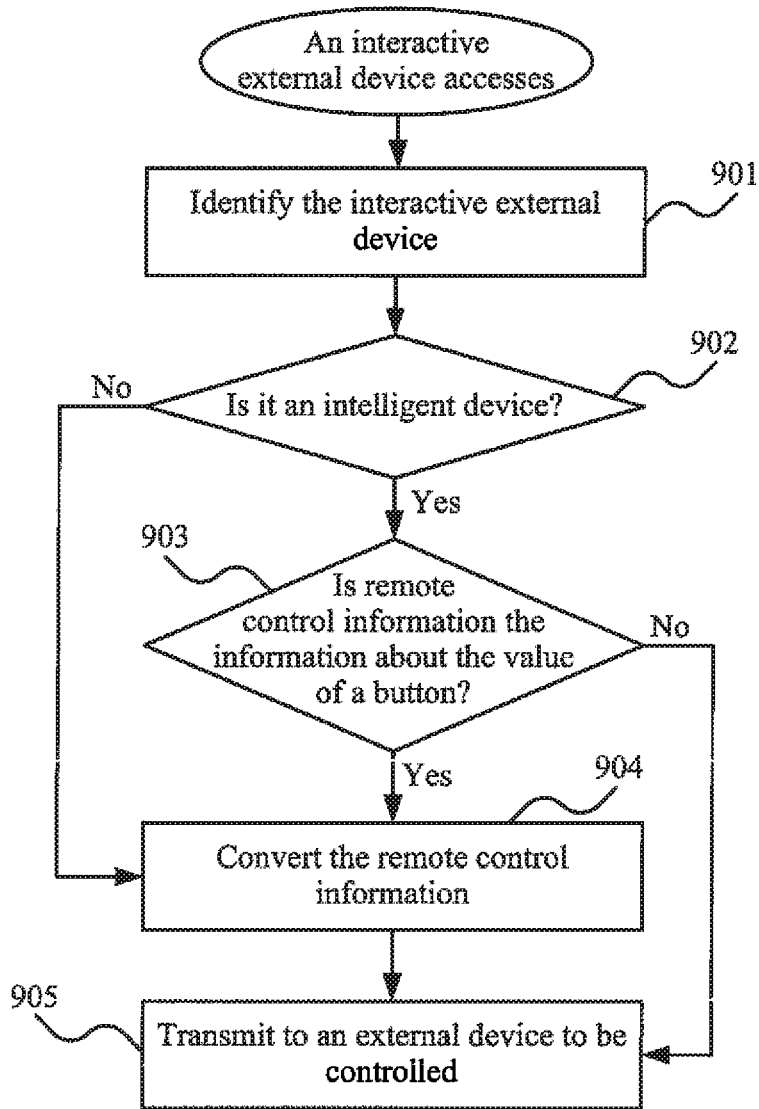 An interactive
external device accesses
901
Identify the interactive external
device
902
No
Is it an intelligent device?
Yes
903
Is remote
control information the
information about the value
of a button?
No
Yes
904
Convert the remote control
information
905
Transmit to an external device to be
controlled